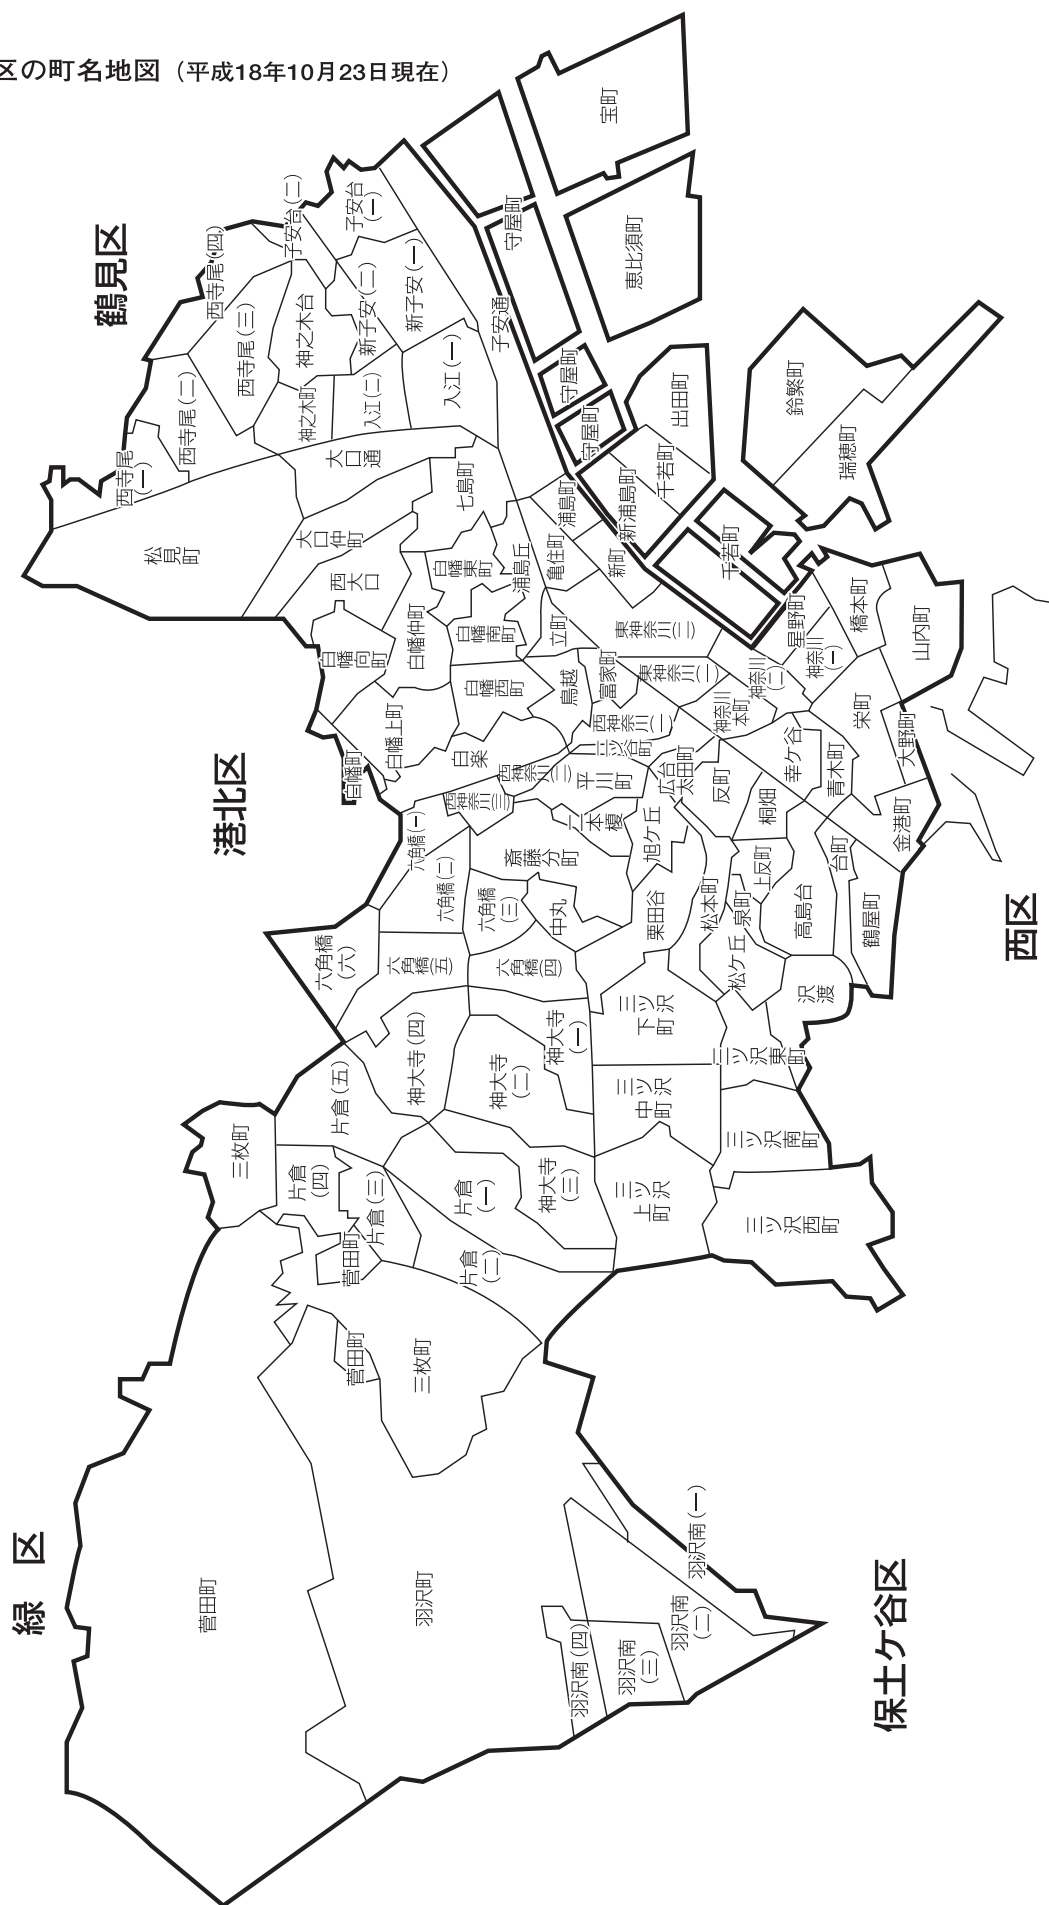 区の町名地図（平成18年10月23日現在）
鶴見区
港北区
緑　区
西区
保土ケ谷区
宝町
守屋町
恵比須町
守屋町
守屋町
出田町
鈴繁町
瑞穂町
千若町
新浦島町
千若町
子安台(二)
子安台
(一)
西寺尾(四)
西寺尾(三)
西寺尾(二)
西寺尾
(一)
神之木台
神之木町
新子安(二)
新子安(一)
子安通
入江(二)
入江(一)
大口通
七島町
松見町
大口仲町
西大口
白幡向町
白幡仲町
白幡東町
白幡南町
白幡西町
白幡上町
白幡町
浦島丘
浦島町
亀住町
新町
立町
鳥越
富家町
東神奈川(二)
東神奈川(一)
星野町
橋本町
山内町
神奈川
(一)
神奈川
(二)
神奈川
本町
栄町
大野町
幸ケ谷
青木町
金港町
西神奈川(一)
西神奈川(二)
西神奈川(三)
二ツ谷町
平川町
白楽
広台
太田町
反町
桐畑
台町
上反町
高島台
鶴屋町
二本榎
旭ケ丘
斎藤分町
栗田谷
松本町
泉町
松ケ丘
沢渡
中丸
六角橋(一)
六角橋(二)
六角橋
(三)
六角橋
(四)
六角橋
(五)
六角橋
(六)
三ツ沢
下町
三ツ沢東町
三ツ沢
中町
三ツ沢南町
三ツ沢
上町
三ツ沢西町
神大寺
(一)
神大寺
(二)
神大寺
(三)
神大寺(四)
片倉(五)
片倉
(四)
片倉(三)
片倉
(一)
片倉
(二)
三枚町
菅田町
菅田町
三枚町
菅田町
羽沢町
羽沢南(一)
羽沢南
(二)
羽沢南
(三)
羽沢南(四)